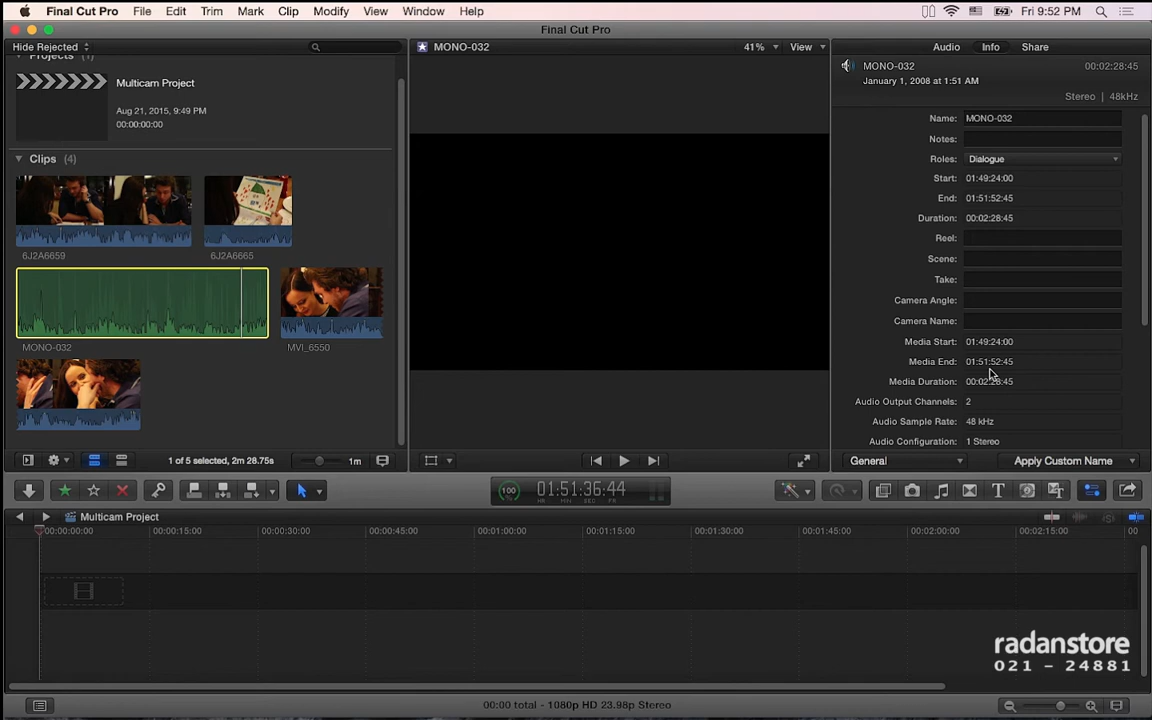 Final Cut Pro File Edit Trim Mark Clip Modify View Window Help Fri 9:52 PM
Final Cut Pro
Hide Rejected
MONO-032 41% View
Audio Info Share
Projects (1)
Multicam Project
Aug 21, 2015, 9:49 PM
00:00:00:00
Clips (4)
6J2A6659 6J2A6665
MONO-032 MVI_6550
1 of 5 selected, 2m 28.75s 1m
MONO-032 00:02:28:45
January 1, 2008 at 1:51 AM
Stereo | 48kHz
Name: MONO-032
Notes:
Roles: Dialogue
Start: 01:49:24:00
End: 01:51:52:45
Duration: 00:02:28:45
Reel:
Scene:
Take:
Camera Angle:
Camera Name:
Media Start: 01:49:24:00
Media End: 01:51:52:45
Media Duration: 00:02:28:45
Audio Output Channels: 2
Audio Sample Rate: 48 kHz
Audio Configuration: 1 Stereo
General Apply Custom Name
100 01:51:36:44
HR MIN SEC FR
Multicam Project
00:00:00:00 00:00:15:00 00:00:30:00 00:00:45:00 00:01:00:00 00:01:15:00 00:01:30:00 00:01:45:00 00:02:00:00 00:02:15:00 00
radanstore
021 - 24881
00:00 total - 1080p HD 23.98p Stereo